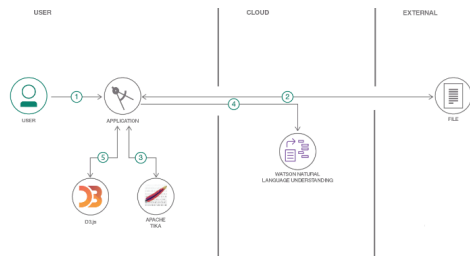 USER
CLOUD
EXTERNAL
1
2
4
USER
APPLICATION
FILE
5
3
WATSON NATURAL
LANGUAGE UNDERSTANDING
D3.js
APACHE
TIKA